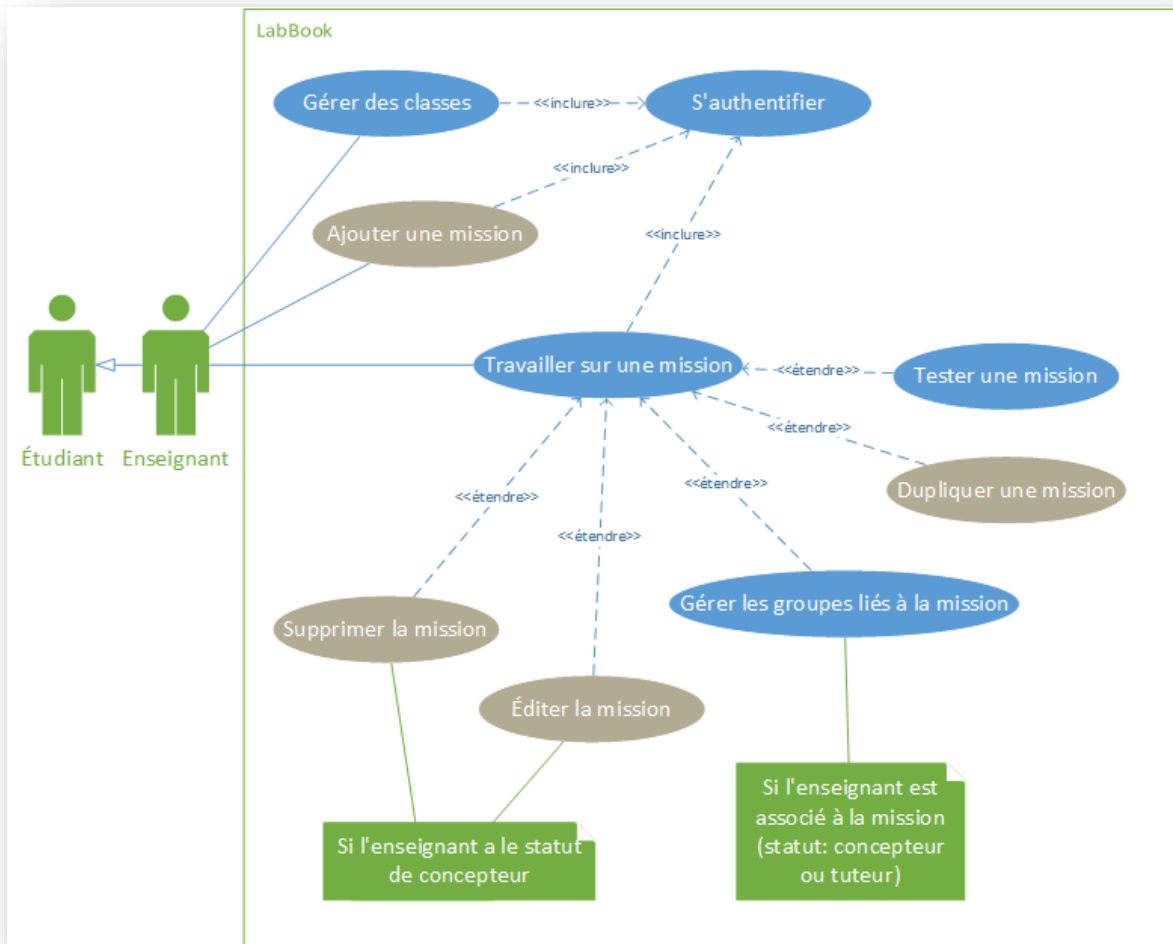 LabBook
Gérer des classes
<<inclure>>
S'authentifier
<<inclure>>
Ajouter une mission
<<inclure>>
Travailler sur une mission
<<étendre>>
Tester une mission
<<étendre>>
Étudiant
Enseignant
<<étendre>>
<<étendre>>
Dupliquer une mission
<<étendre>>
Gérer les groupes liés à la mission
Supprimer la mission
Éditer la mission
Si l'enseignant est
associé à la mission
(statut: concepteur
ou tuteur)
Si l'enseignant a le statut
de concepteur